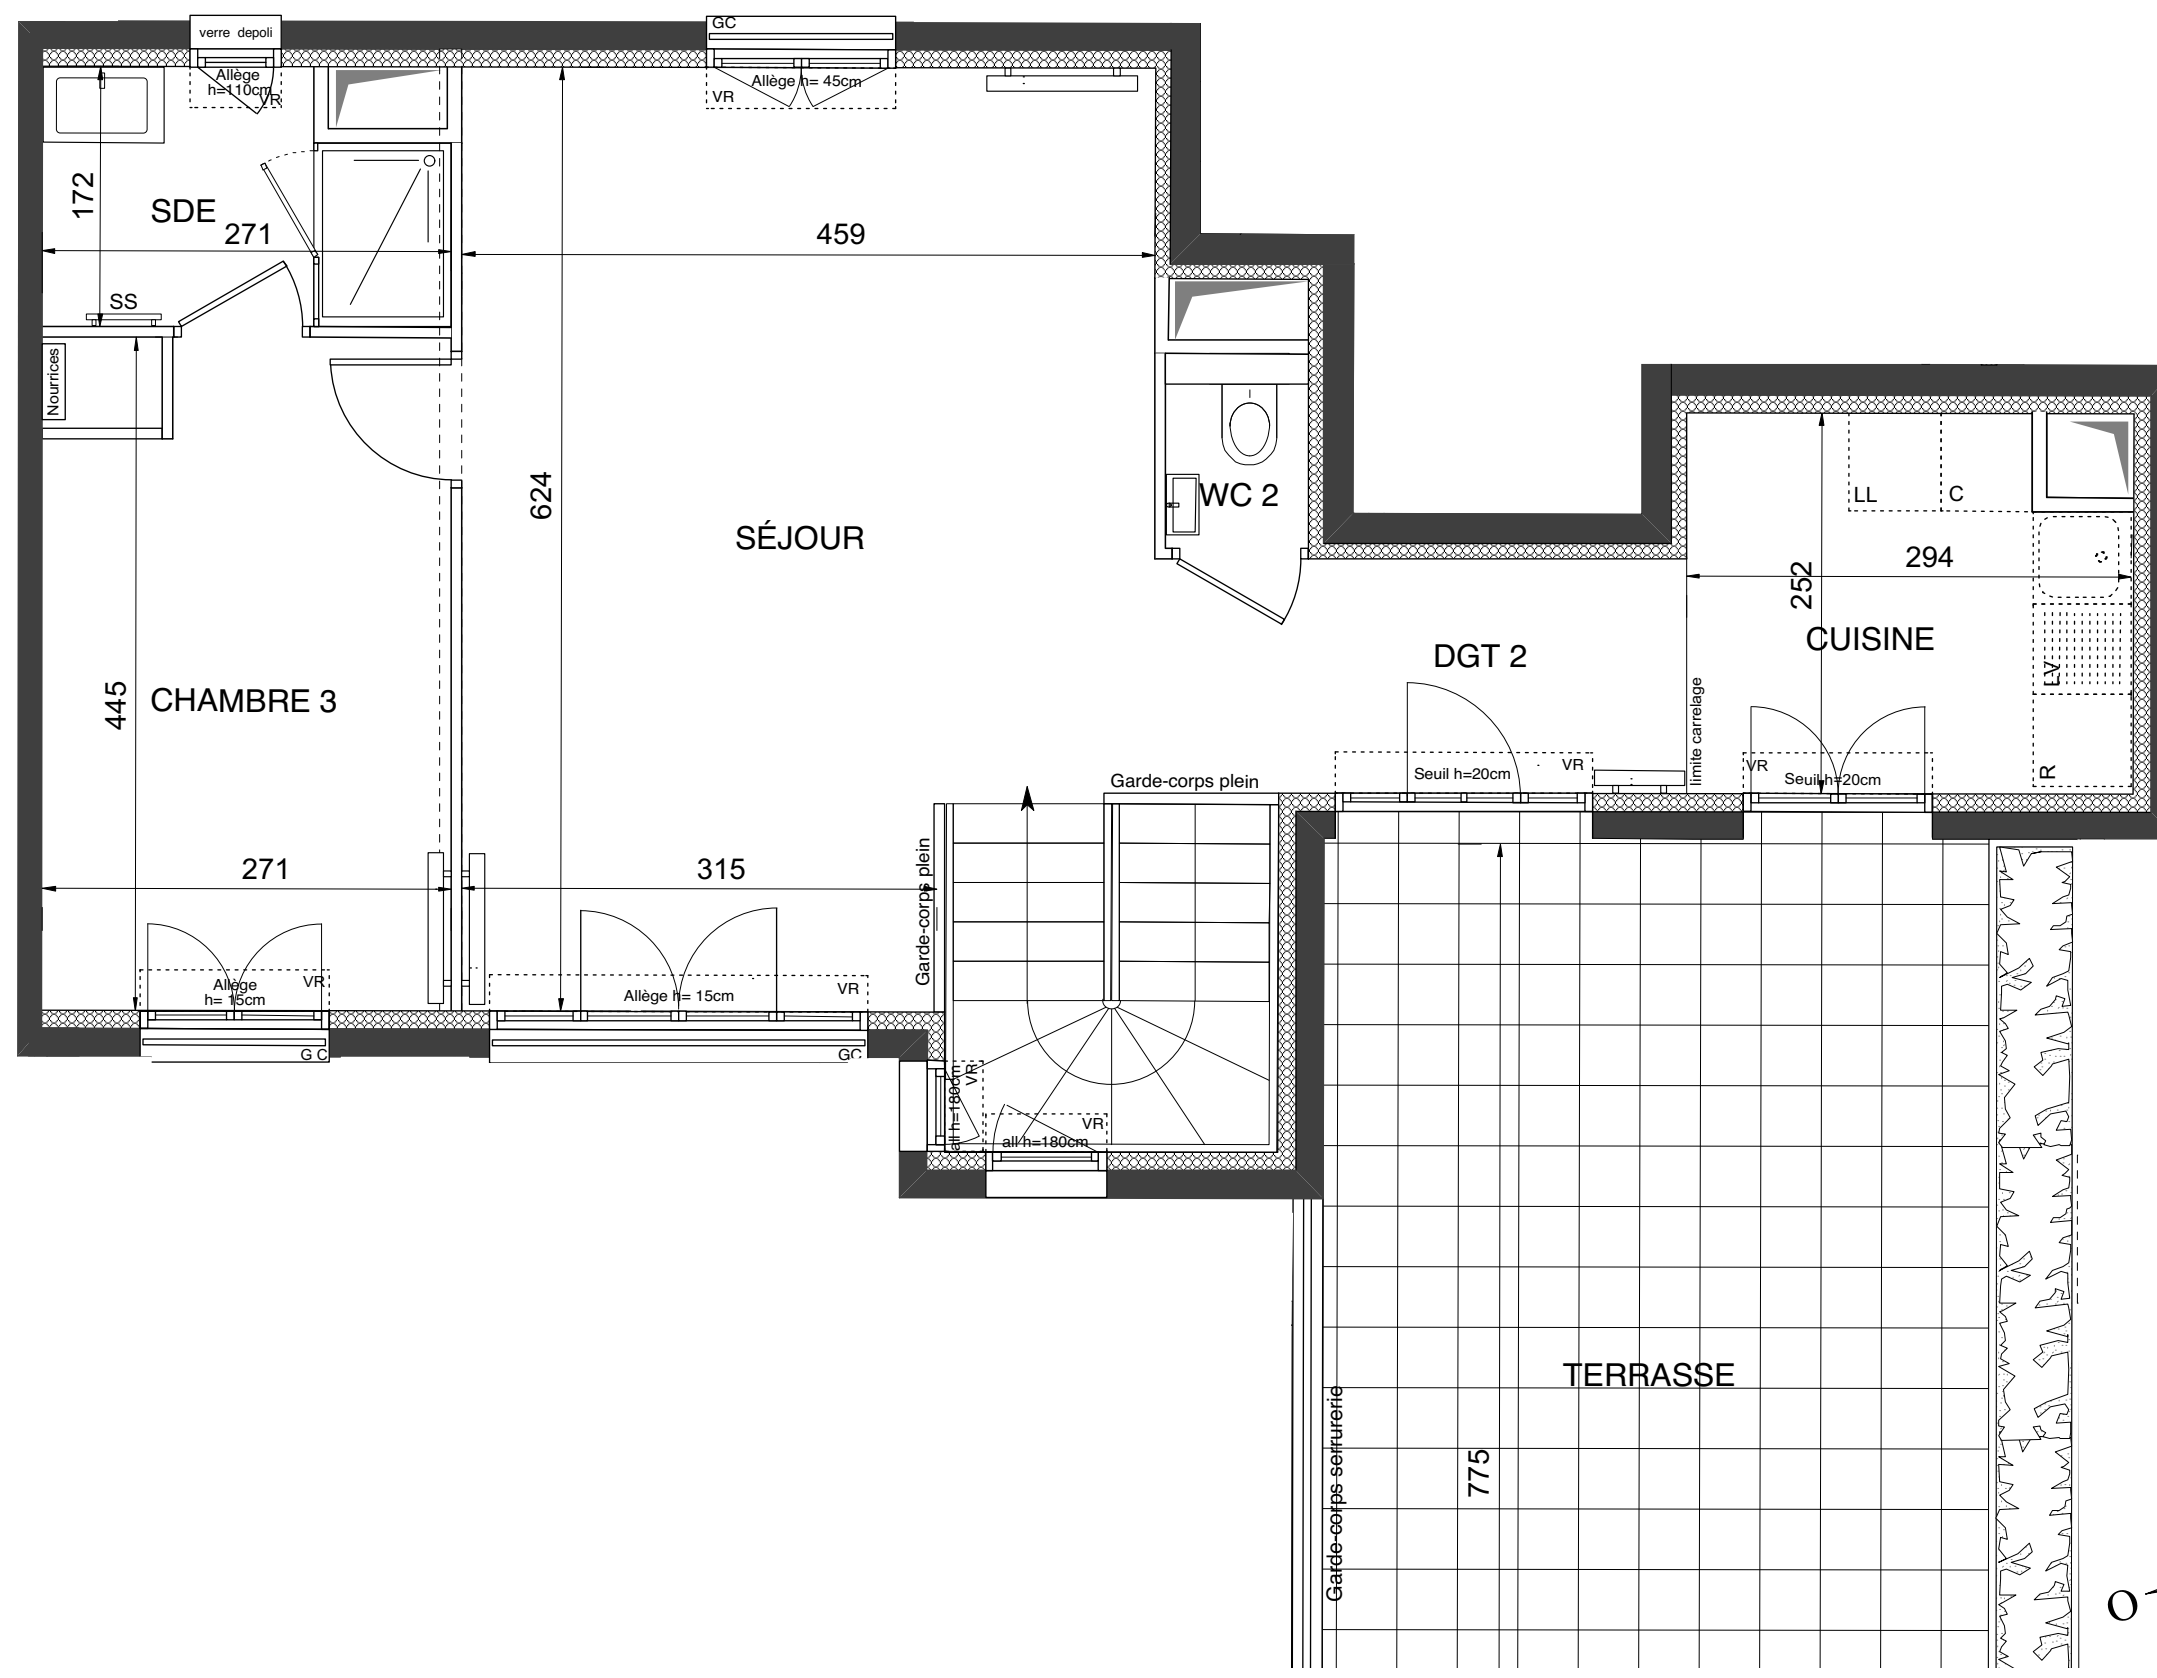 verre depoli
Allège
h=110cm
VR
GC
Allège h= 45cm
VR
172
SDE
271
459
SS
Nourrices
624
SÉJOUR
WC 2
LL
C
294
252
CUISINE
LV
R
DGT 2
limite carrelage
445
CHAMBRE 3
Garde-corps plein
Seuil h=20cm
VR
VR
Seuil h=20cm
271
315
Garde-corps plein
Allège
h= 15cm
VR
G C
Allège h= 15cm
VR
GC
all h=180cm
VR
VR
all h=180cm
TERRASSE
775
Garde-corps serrurerie
O